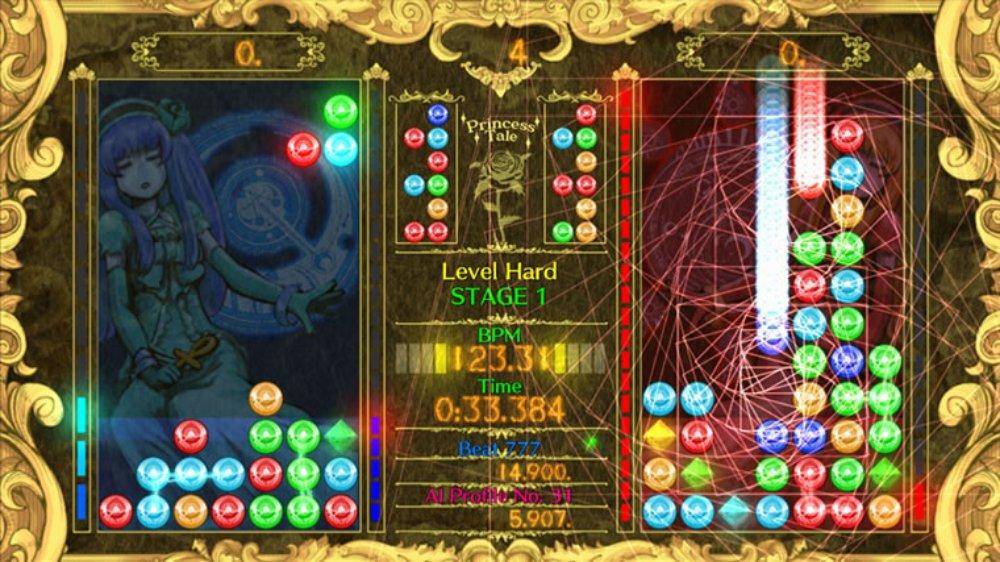 0.
4
0.
Princess
Tale
Level Hard
STAGE 1
BPM
123.31
Time
0:33.384
Beat 777
14,900.
AI Profile No. 31
5,907.